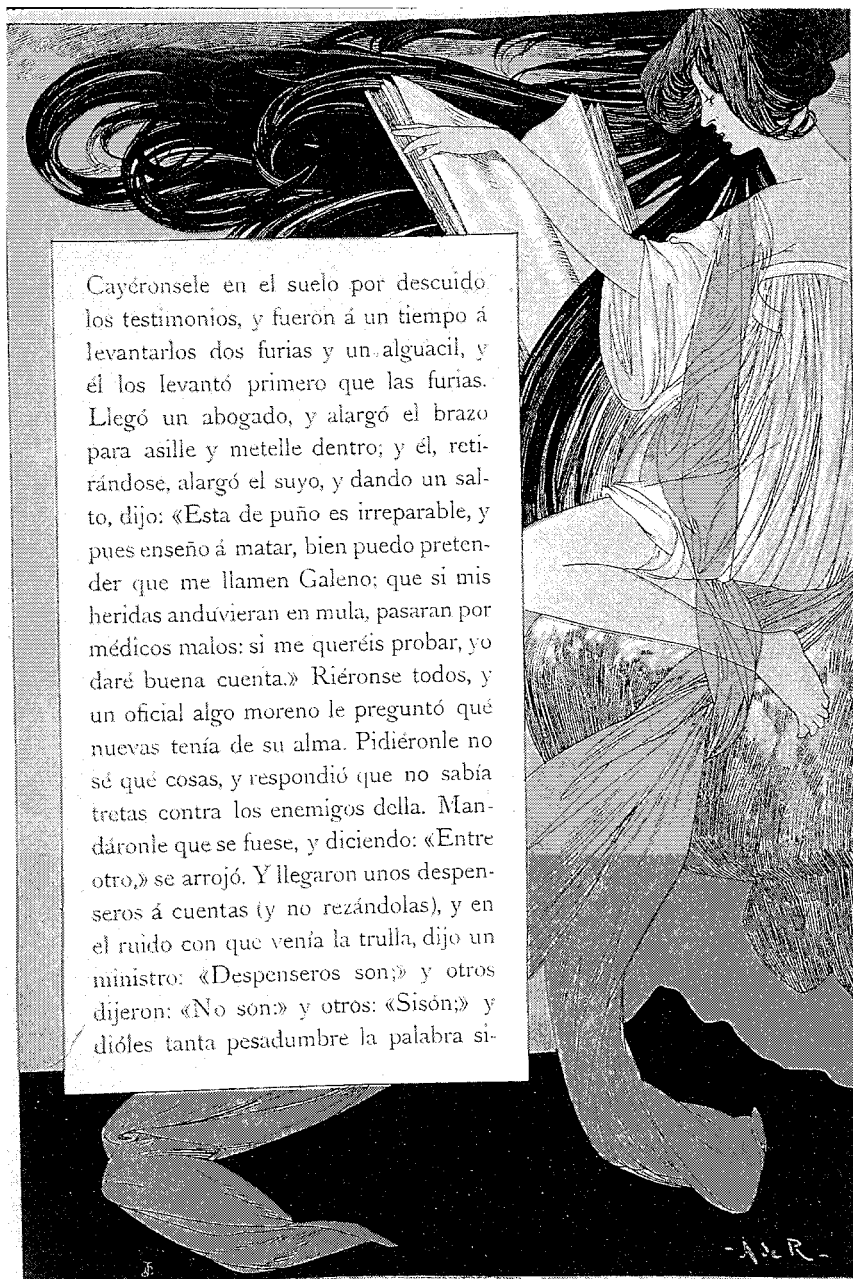 Cayéronsele en el suelo por descuido
los testimonios, y fueron á un tiempo á
levantarlos dos furias y un alguacil, y
él los levantó primero que las furias.
Llegó un abogado, y alargó el brazo
para asille y metelle dentro; y él, reti-
rándose, alargó el suyo, y dando un sal-
to, dijo: «Esta de puño es irreparable, y
pues enseño á matar, bien puedo preten-
der que me llamen Galeno; que si mis
heridas anduvieran en mula, pasaran por
médicos malos: si me queréis probar, yo
daré buena cuenta.» Riéronse todos, y
un oficial algo moreno le preguntó qué
nuevas tenía de su alma. Pidiéronle no
sé qué cosas, y respondió que no sabía
tretas contra los enemigos della. Man-
dáronle que se fuese, y diciendo: «Entre
otro,» se arrojó. Y llegaron unos despen-
seros á cuentas (y no rezándolas), y en
el ruido con que venía la trulla, dijo un
ministro: «Despenseros son;» y otros
dijeron: «No son:» y otros: «Sisón;» y
dióles tanta pesadumbre la palabra si-
- A de R -